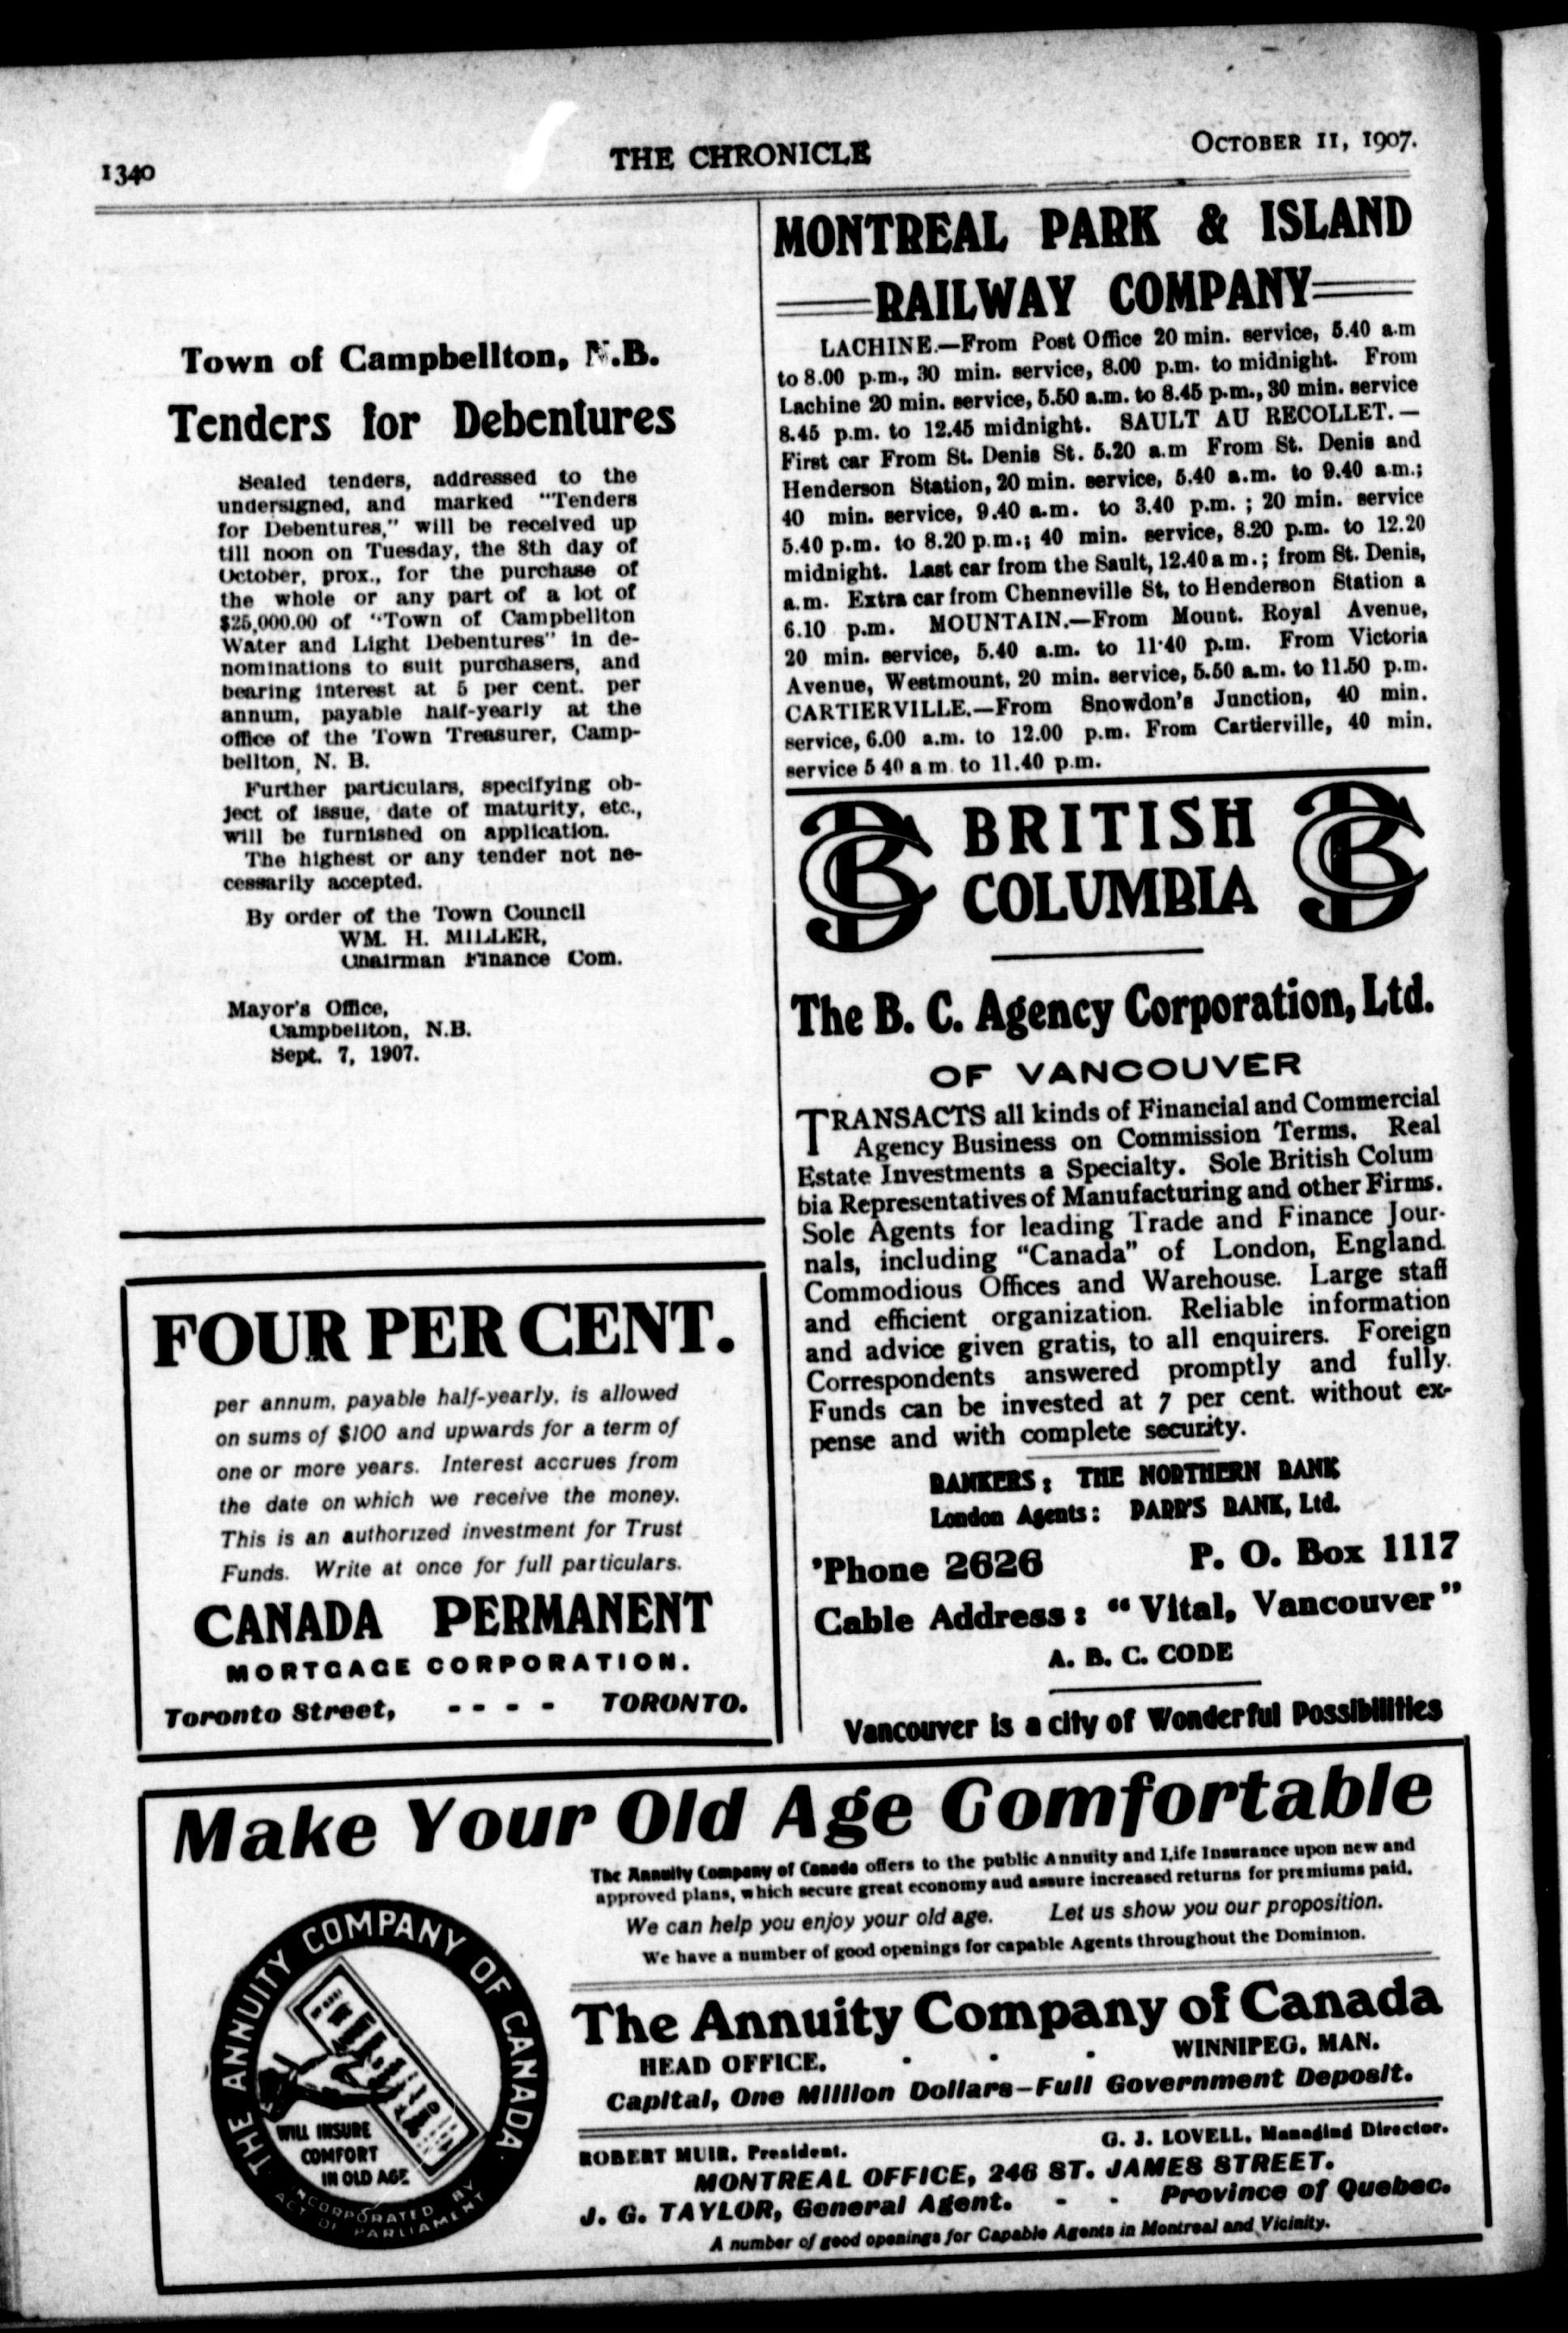 1340
THE CHRONICLE
OCTOBER 11, 1907.
Town of Campbellton, N.B.
Tenders for Debentures
Sealed tenders, addressed to the
undersigned, and marked "Tenders
for Debentures," will be received up
till noon on Tuesday, the 8th day of
October, prox., for the purchase of
the whole or any part of a lot of
$25,000.00 of "Town of Campbellton
Water and Light Debentures" in de-
nominations to suit purchasers, and
bearing interest at 5 per cent. per
annum, payable half-yearly at the
office of the Town Treasurer, Camp-
bellton, N. B.
Further particulars, specifying ob-
ject of issue, date of maturity, etc.,
will be furnished on application.
The highest or any tender not ne-
cessarily accepted.
By order of the Town Council
WM. H. MILLER,
Chairman Finance Com.
Mayor's Office,
Campbellton, N.B.
Sept. 7, 1907.
FOUR PER CENT.
per annum, payable half-yearly, is allowed
on sums of $100 and upwards for a term of
one or more years. Interest accrues from
the date on which we receive the money.
This is an authorized investment for Trust
Funds. Write at once for full particulars.
CANADA PERMANENT
MORTGAGE CORPORATION.
Toronto Street, - - - - TORONTO.
MONTREAL PARK & ISLAND
RAILWAY COMPANY
LACHINE.—From Post Office 20 min. service, 5.40 a.m
to 8.00 p.m., 30 min. service, 8.00 p.m. to midnight. From
Lachine 20 min. service, 5.50 a.m. to 8.45 p.m., 30 min. service
8.45 p.m. to 12.45 midnight. SAULT AU RECOLLET.—
First car From St. Denis St. 5.20 a.m From St. Denis and
Henderson Station, 20 min. service, 5.40 a.m. to 9.40 a.m.;
40 min. service, 9.40 a.m. to 3.40 p.m. ; 20 min. service
5.40 p.m. to 8.20 p.m.; 40 min. service, 8.20 p.m. to 12.20
midnight. Last car from the Sault, 12.40 a m.; from St. Denis,
a.m. Extra car from Chenneville St, to Henderson Station a
6.10 p.m. MOUNTAIN.—From Mount. Royal Avenue,
20 min. service, 5.40 a.m. to 11·40 p.m. From Victoria
Avenue, Westmount, 20 min. service, 5.50 a.m. to 11.50 p.m.
CARTIERVILLE.—From Snowdon's Junction, 40 min.
service, 6.00 a.m. to 12.00 p.m. From Cartierville, 40 min.
service 5 40 a m to 11.40 p.m.
BC BRITISH BC
COLUMBIA
The B. C. Agency Corporation, Ltd.
OF VANCOUVER
TRANSACTS all kinds of Financial and Commercial
Agency Business on Commission Terms. Real
Estate Investments a Specialty. Sole British Colum
bia Representatives of Manufacturing and other Firms.
Sole Agents for leading Trade and Finance Jour-
nals, including "Canada" of London, England.
Commodious Offices and Warehouse. Large staff
and efficient organization. Reliable information
and advice given gratis, to all enquirers. Foreign
Correspondents answered promptly and fully.
Funds can be invested at 7 per cent. without ex-
pense and with complete security.
BANKERS: THE NORTHERN BANK
London Agents: PARR'S BANK, Ltd.
'Phone 2626 P. O. Box 1117
Cable Address: "Vital, Vancouver"
A. B. C. CODE
Vancouver is a city of Wonderful Possibilities
Make Your Old Age Comfortable
The Annuity Company of Canada offers to the public Annuity and Life Insurance upon new and
approved plans, which secure great economy aud assure increased returns for premiums paid.
We can help you enjoy your old age. Let us show you our proposition.
We have a number of good openings for capable Agents throughout the Dominion.
THE ANNUITY COMPANY OF CANADA
WILL INSURE
COMFORT
IN OLD AGE
INCORPORATED BY
ACT OF PARLIAMENT
The Annuity Company of Canada
HEAD OFFICE, . . . WINNIPEG, MAN.
Capital, One Million Dollars—Full Government Deposit.
ROBERT MUIR, President. G. J. LOVELL, Managing Director.
MONTREAL OFFICE, 246 ST. JAMES STREET.
J. G. TAYLOR, General Agent. - - Province of Quebec.
A number of good openings for Capable Agents in Montreal and Vicinity.